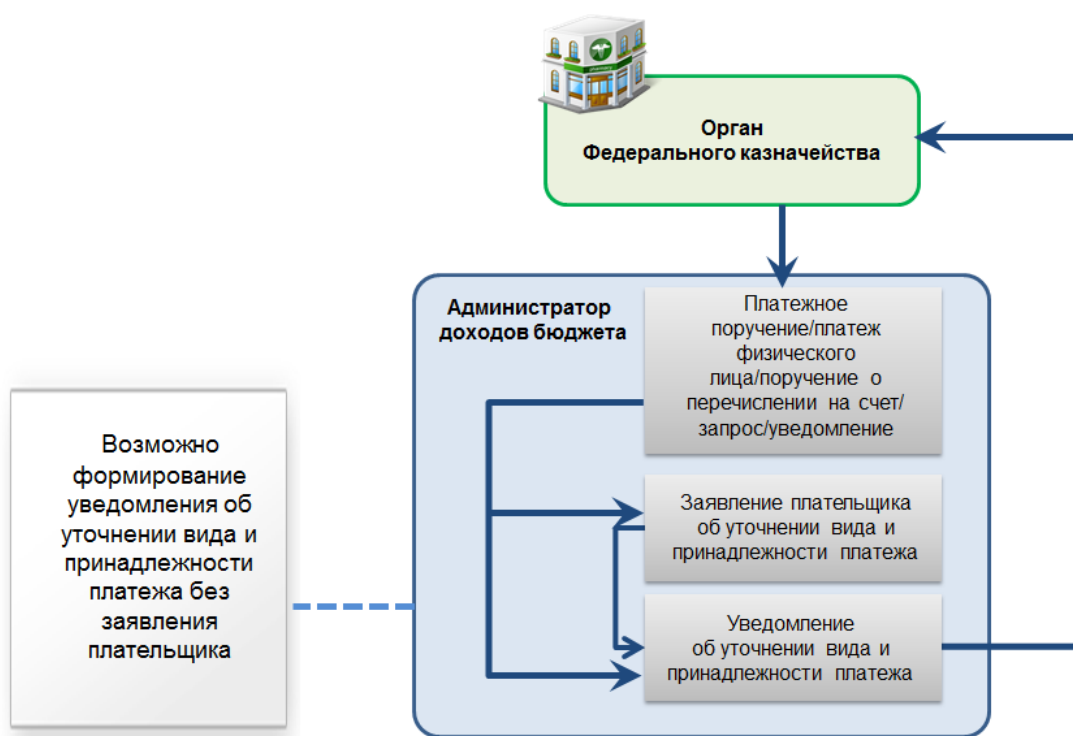 pharmacy
Орган
Федерального казначейства
Администратор
доходов бюджета
Платежное
поручение/платеж
физического
лица/поручение о
перечислении на счет/
запрос/уведомление
Возможно
формирование
уведомления об
уточнении вида и
принадлежности
платежа без
заявления
плательщика
Заявление плательщика
об уточнении вида и
принадлежности платежа
Уведомление
об уточнении вида и
принадлежности платежа